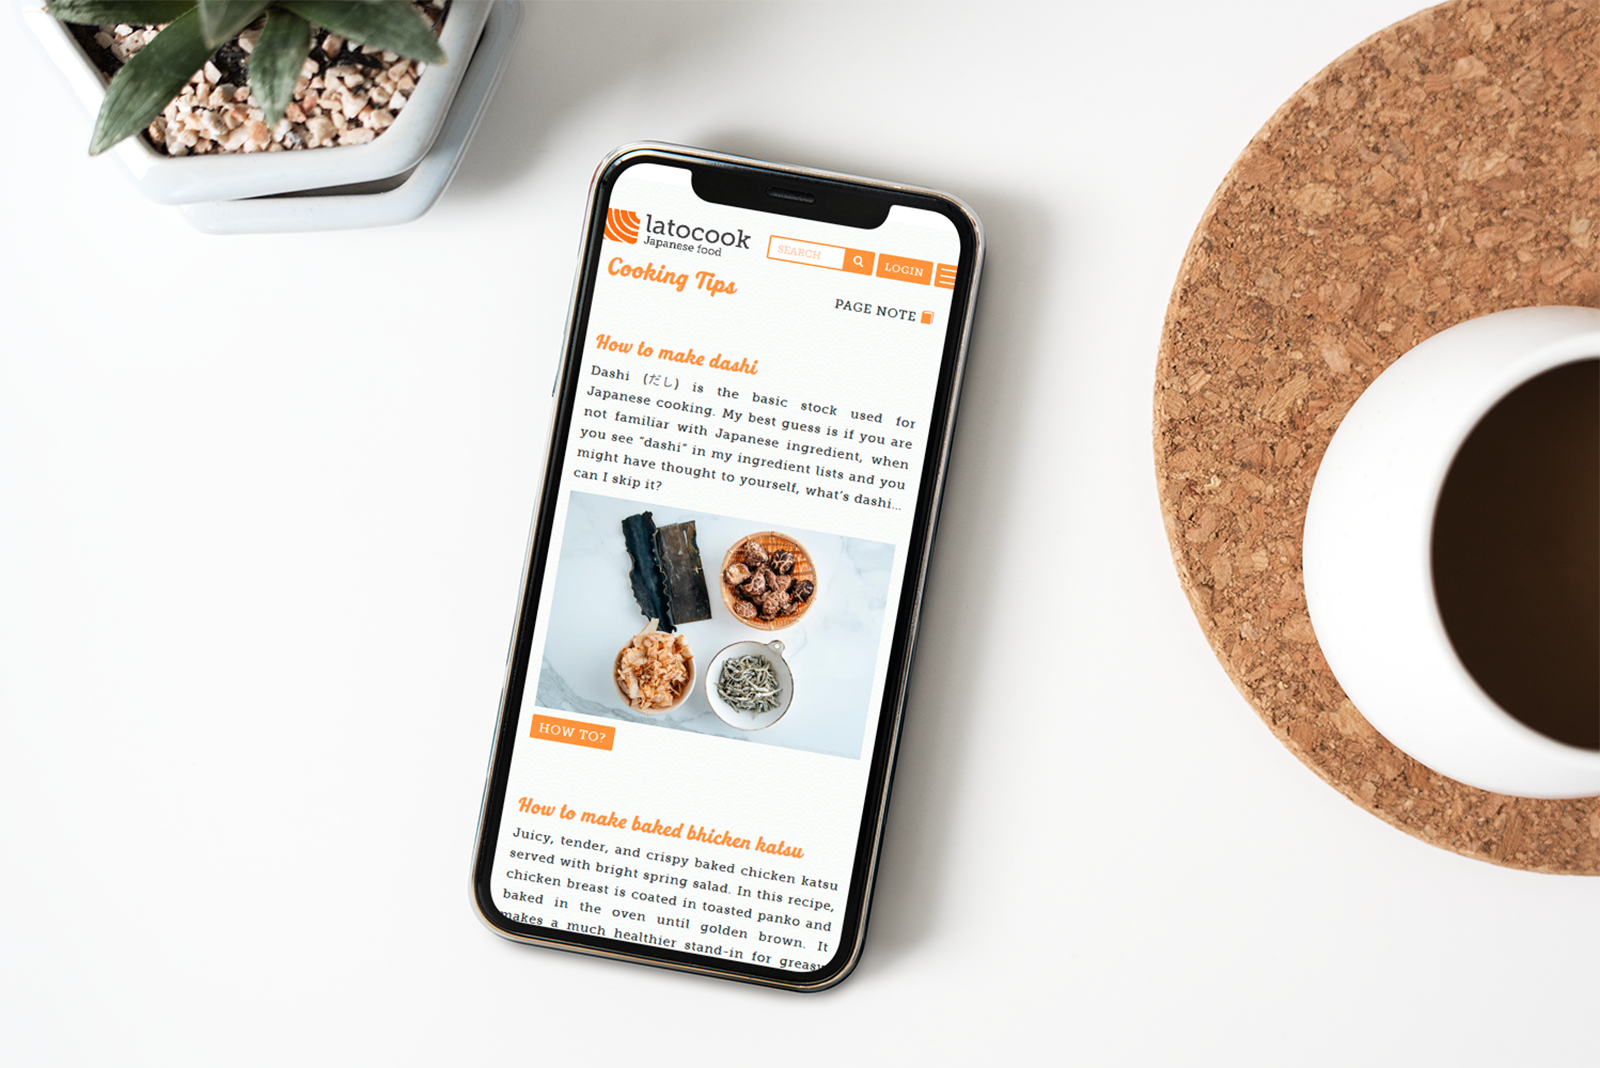 latocook
Japanese food
SEARCH
LOGIN
Cooking Tips
PAGE NOTE
How to make dashi
Dashi (だし) is the basic stock used for
Japanese cooking. My best guess is if you are
not familiar with Japanese ingredient, when
you see “dashi” in my ingredient lists and you
might have thought to yourself, what’s dashi...
can I skip it?
HOW TO?
How to make baked bhicken katsu
Juicy, tender, and crispy baked chicken katsu
served with bright spring salad. In this recipe,
chicken breast is coated in toasted panko and
baked in the oven until golden brown. It
makes a much healthier stand-in for greasy